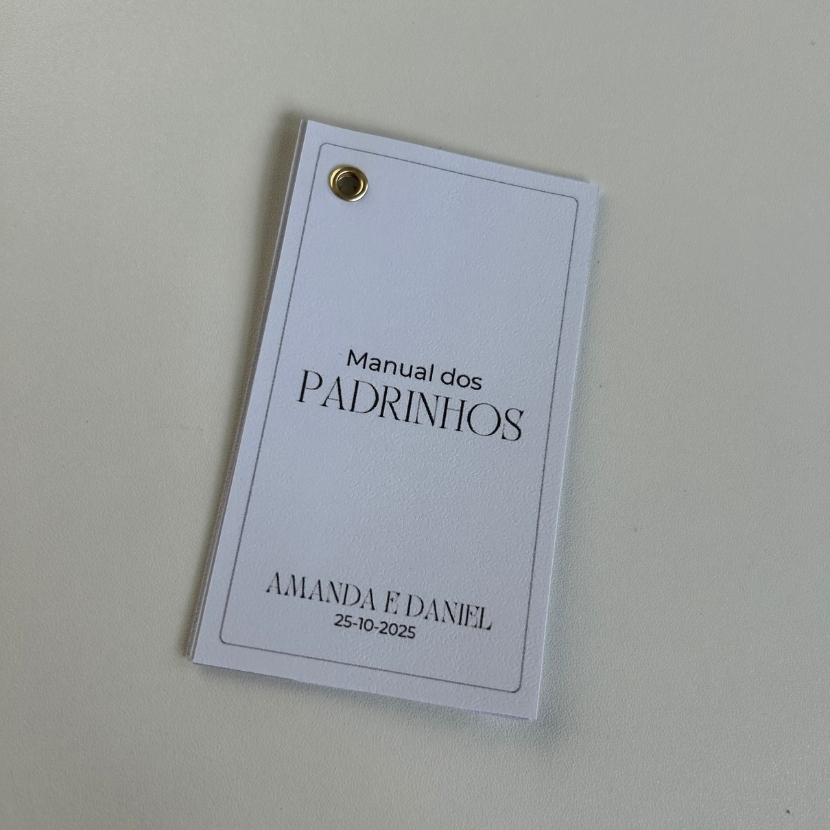 Manual dos
PADRINHOS
AMANDA E DANIEL
25-10-2025